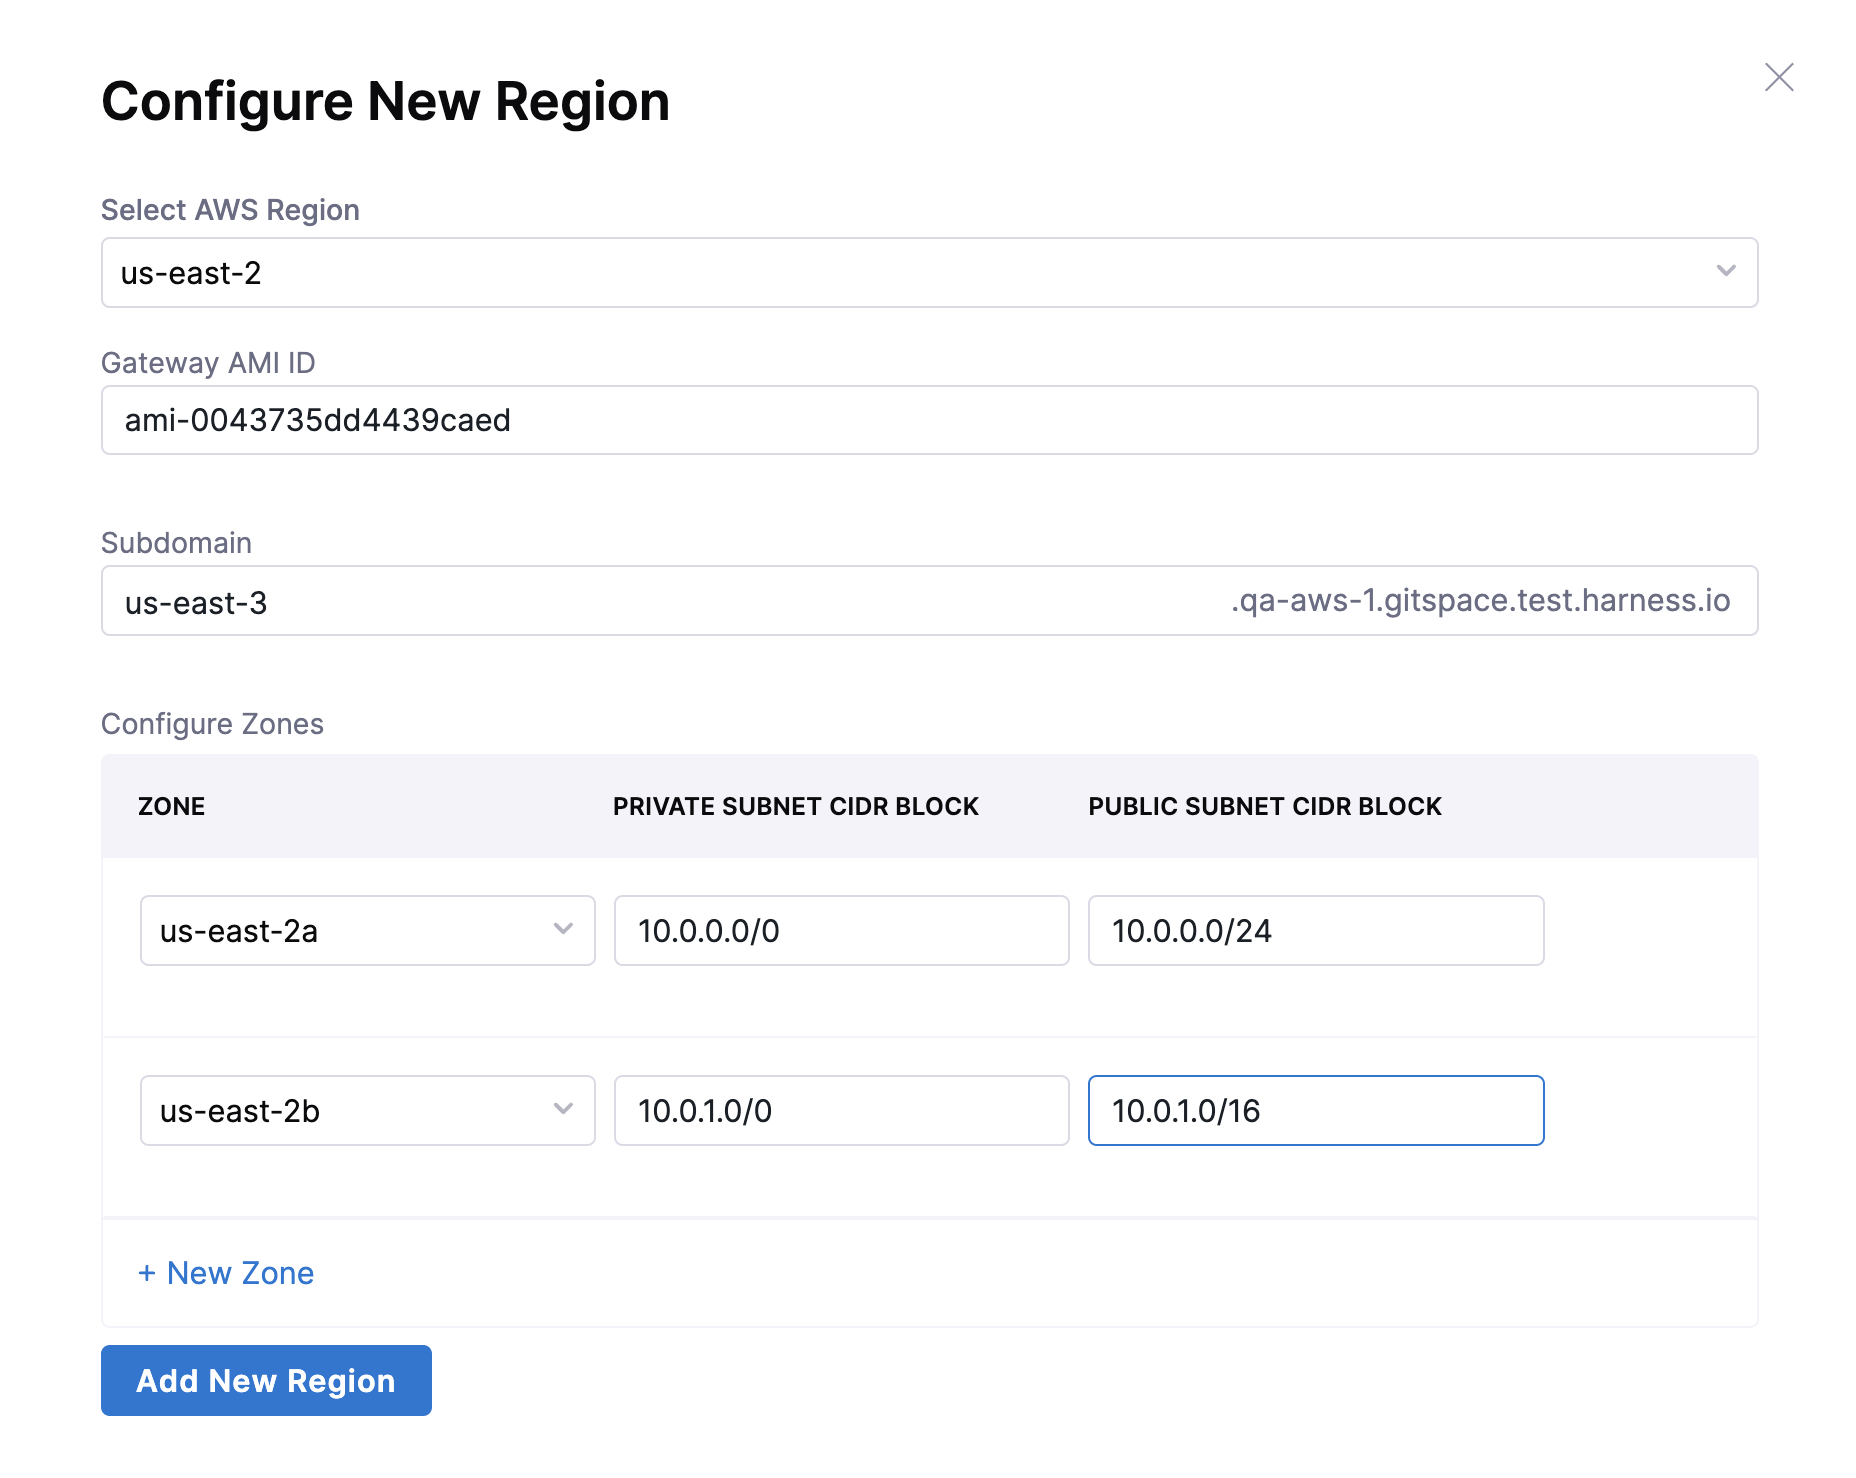 Configure New Region
Select AWS Region
us-east-2
Gateway AMI ID
ami-0043735dd4439caed
Subdomain
us-east-3 .qa-aws-1.gitspace.test.harness.io
Configure Zones
ZONE PRIVATE SUBNET CIDR BLOCK PUBLIC SUBNET CIDR BLOCK
us-east-2a 10.0.0.0/0 10.0.0.0/24
us-east-2b 10.0.1.0/0 10.0.1.0/16
+ New Zone
Add New Region